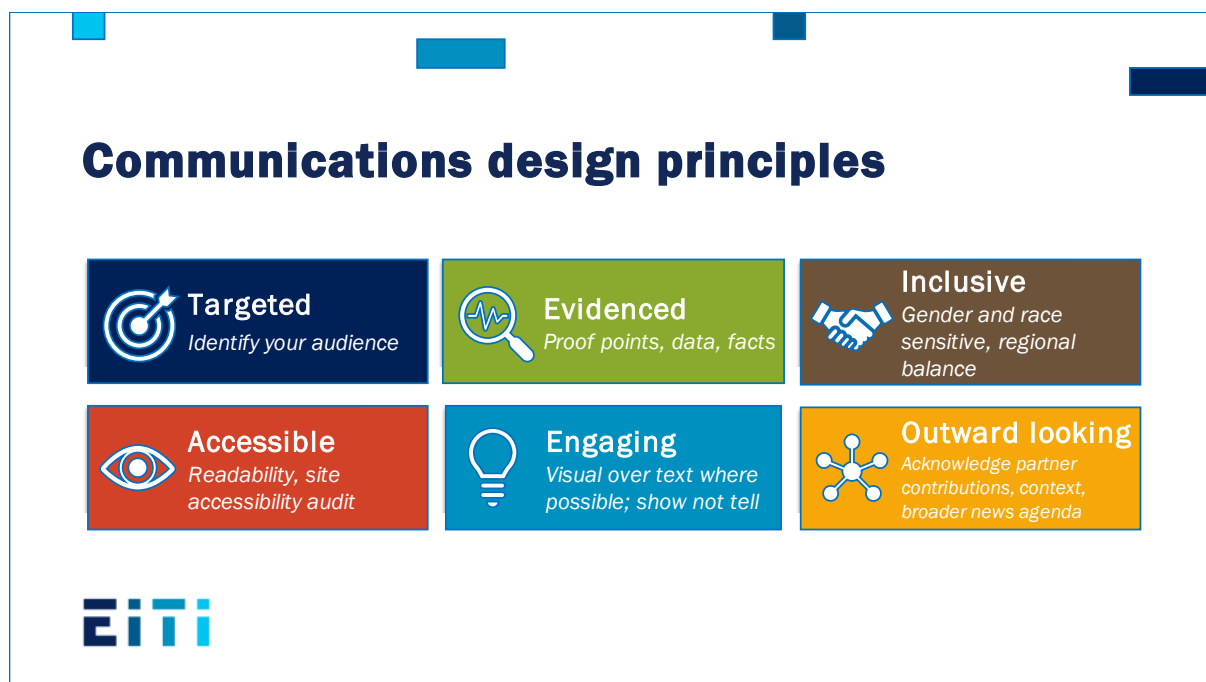 Communications design principles
Targeted
Identify your audience
Evidenced
Proof points, data, facts
Inclusive
Gender and race
sensitive, regional
balance
Accessible
Readability, site
accessibility audit
Engaging
Visual over text where
possible; show not tell
Outward looking
Acknowledge partner
contributions, context,
broader news agenda
EiTi